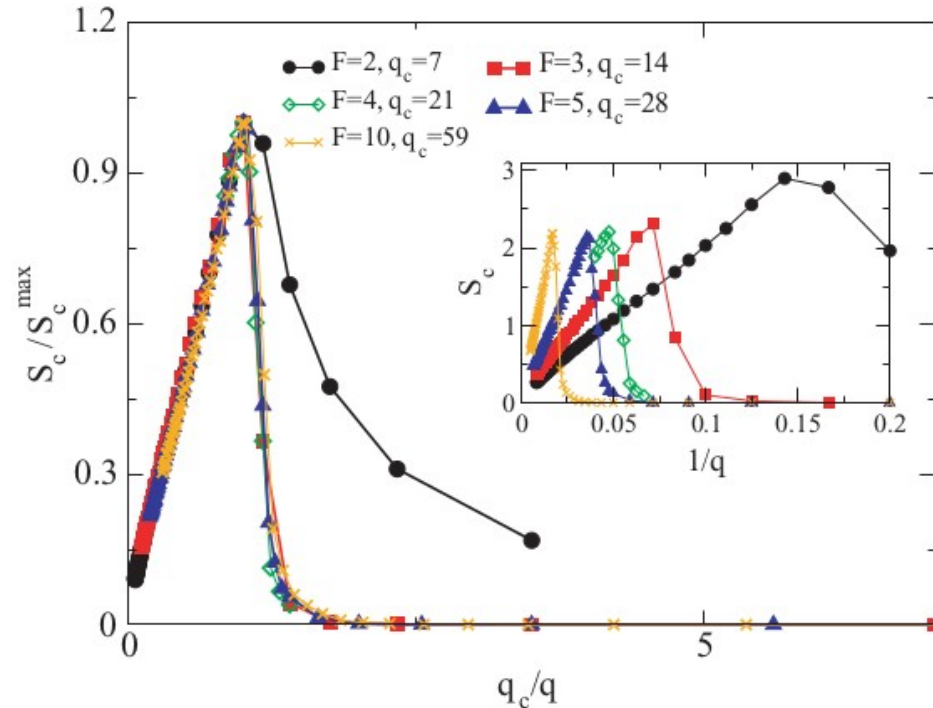 1.2
0.9
0.6
0.3
0
S_c/S_c^max
F=2, q_c=7
F=3, q_c=14
F=4, q_c=21
F=5, q_c=28
F=10, q_c=59
3
2
1
0
S_c
0
0.05
0.1
0.15
0.2
1/q
0
5
q_c/q